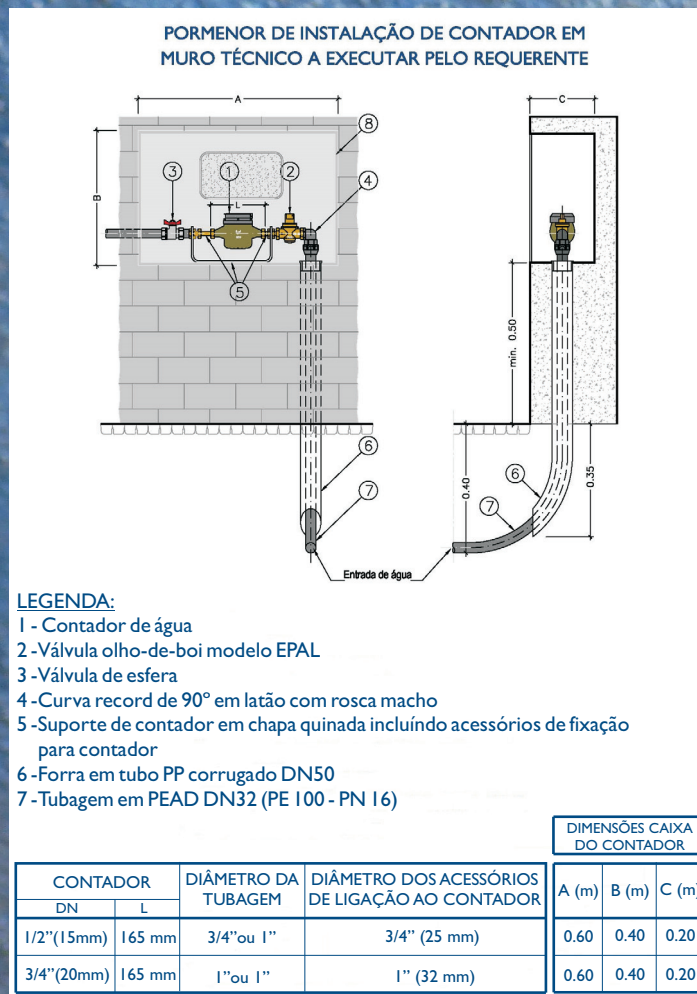 PORMENOR DE INSTALAÇÃO DE CONTADOR EM
MURO TÉCNICO A EXECUTAR PELO REQUERENTE
A
C
8
1
2
3
4
B
L
5
min. 0.50
6
7
0.40
6
7
0.35
Entrada de água
LEGENDA:
1 - Contador de água
2 -Válvula olho-de-boi modelo EPAL
3 -Válvula de esfera
4 -Curva record de 90º em latão com rosca macho
5 -Suporte de contador em chapa quinada incluíndo acessórios de fixação
para contador
6 -Forra em tubo PP corrugado DN50
7 -Tubagem em PEAD DN32 (PE 100 - PN 16)
DIMENSÕES CAIXA
DO CONTADOR
CONTADOR DIÂMETRO DA TUBAGEM DIÂMETRO DOS ACESSÓRIOS DE LIGAÇÃO AO CONTADOR A (m) B (m) C (m)
DN L
1/2”(15mm) 165 mm 3/4”ou 1” 3/4” (25 mm) 0.60 0.40 0.20
3/4”(20mm) 165 mm 1”ou 1” 1” (32 mm) 0.60 0.40 0.20